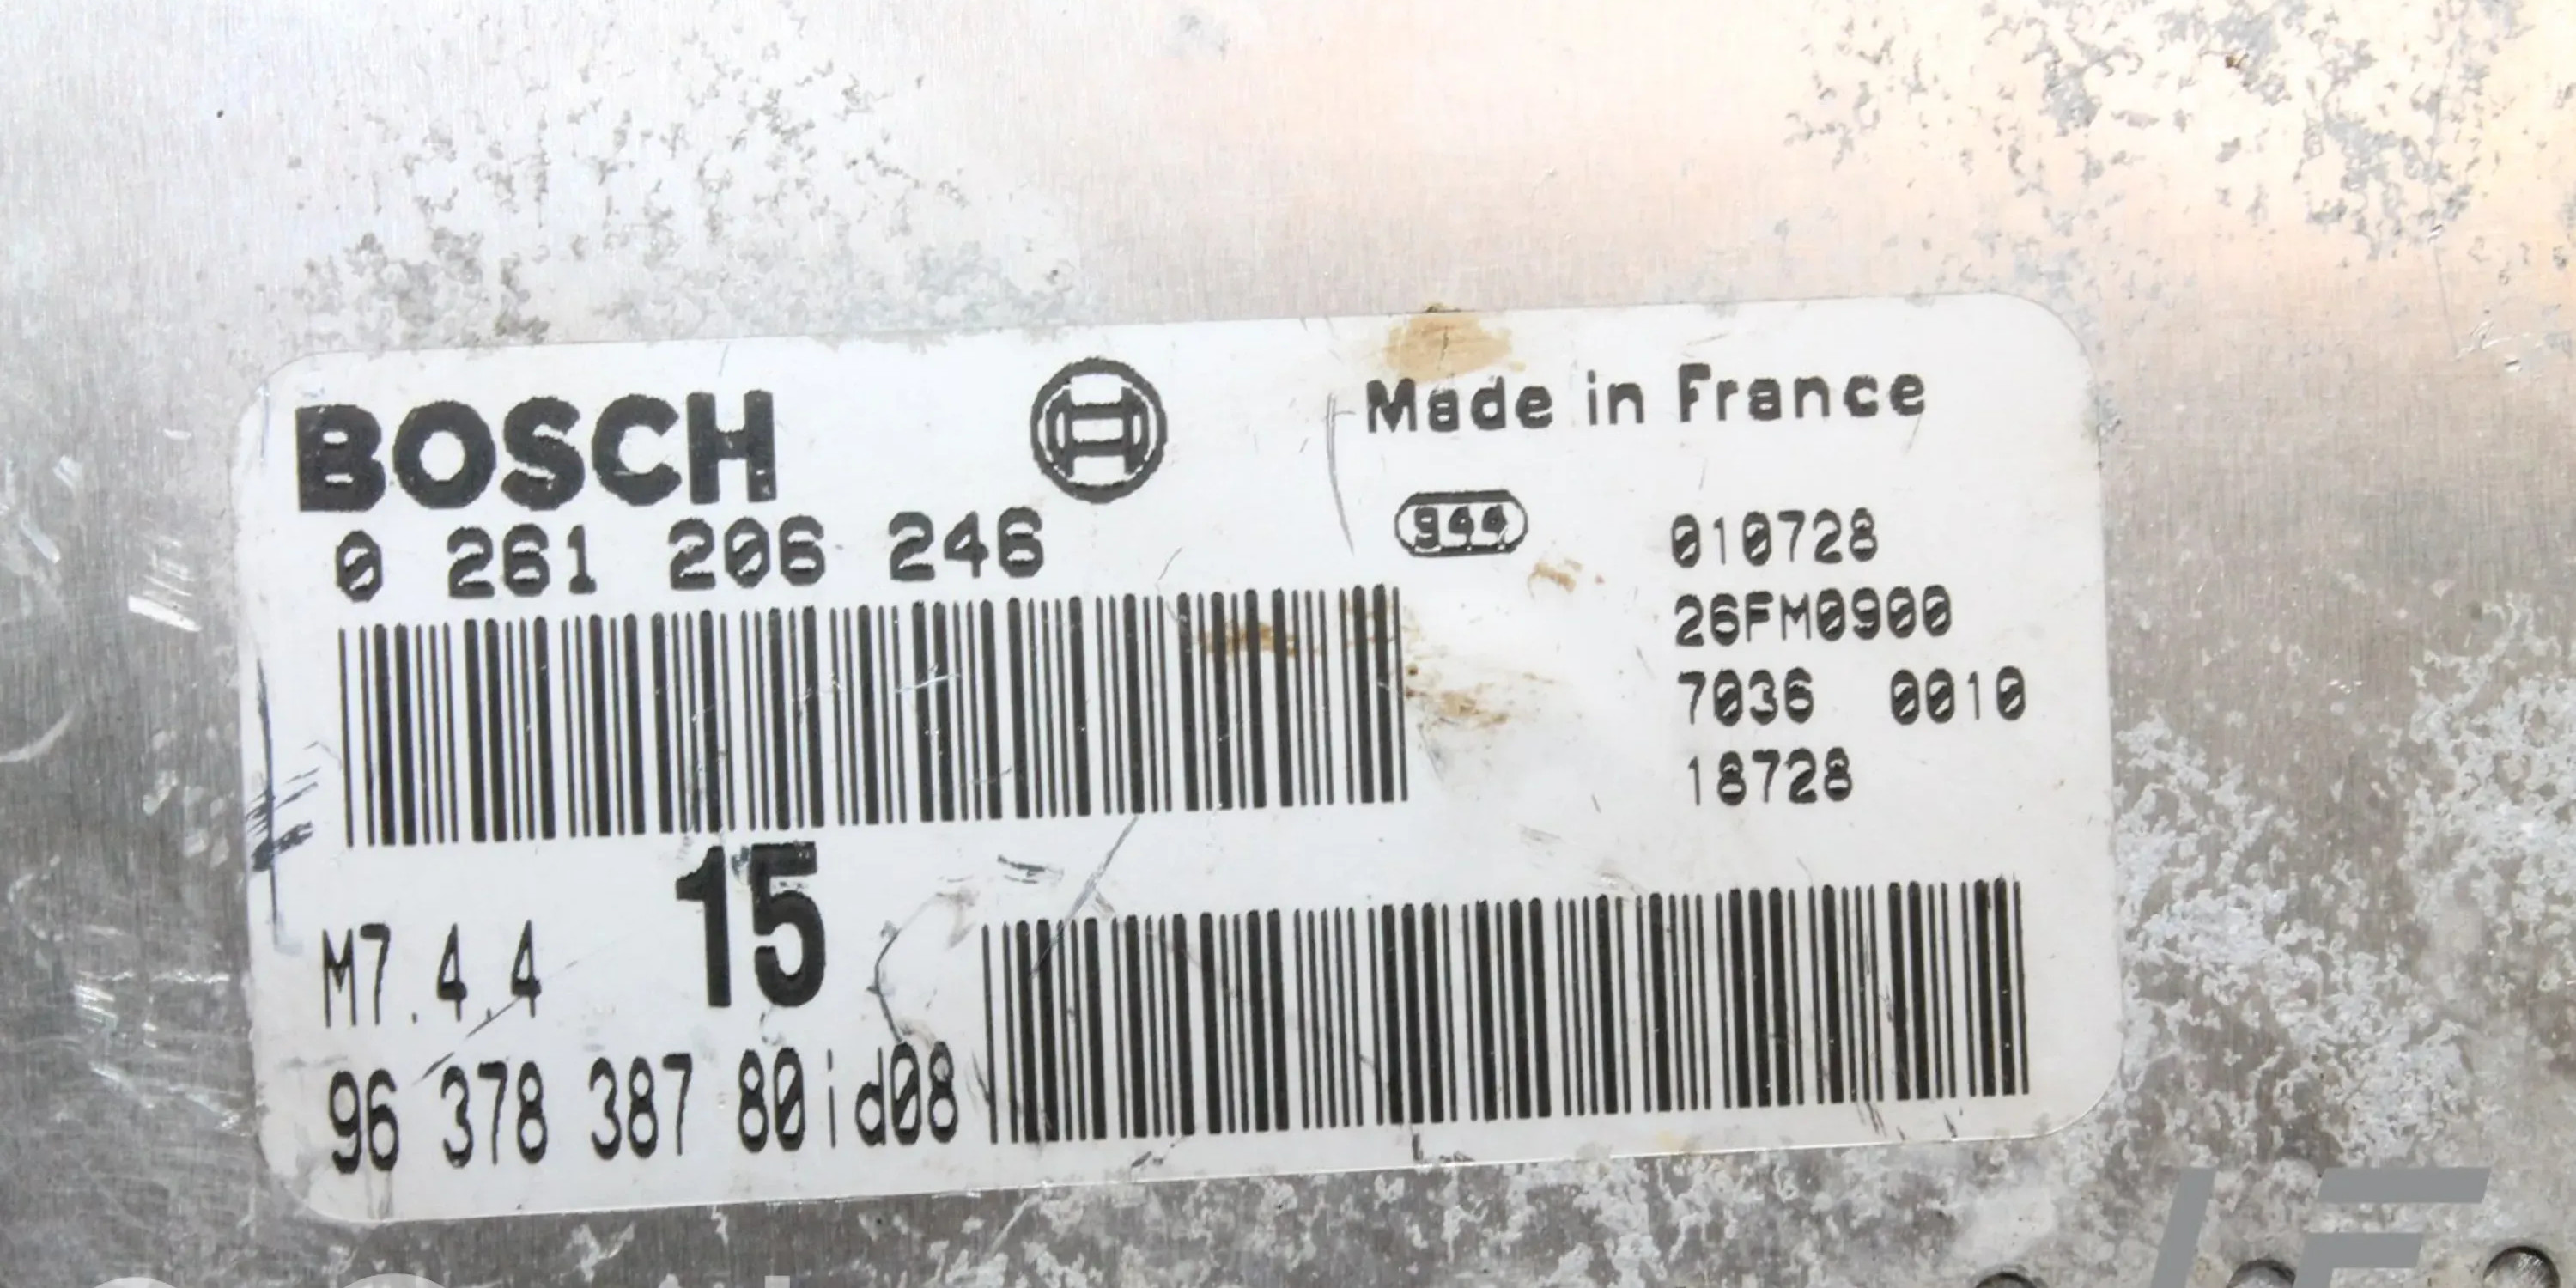 BOSCH
Made in France
0 261 206 246
944
010728
26FM0900
7036 0010
18728
15
M7.4.4
96 378 387 80id08